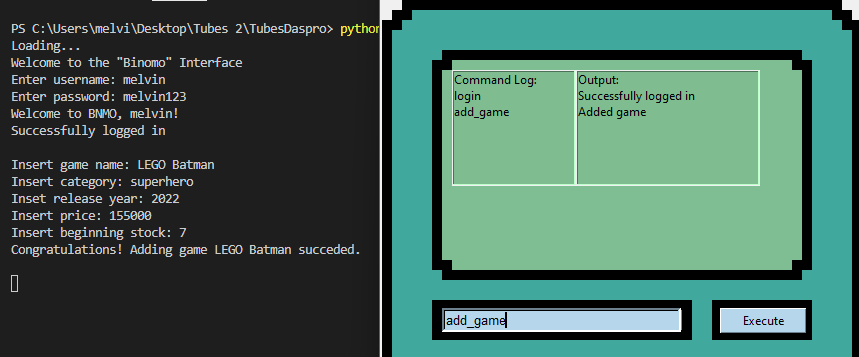 PS C:\Users\melvi\Desktop\Tubes 2\TubesDaspro> python
Loading...
Welcome to the "Binomo" Interface
Enter username: melvin
Enter password: melvin123
Welcome to BNMO, melvin!
Successfully logged in
Insert game name: LEGO Batman
Insert category: superhero
Inset release year: 2022
Insert price: 155000
Insert beginning stock: 7
Congratulations! Adding game LEGO Batman succeded.
Command Log:
login
add_game
Output:
Successfully logged in
Added game
add_game
Execute